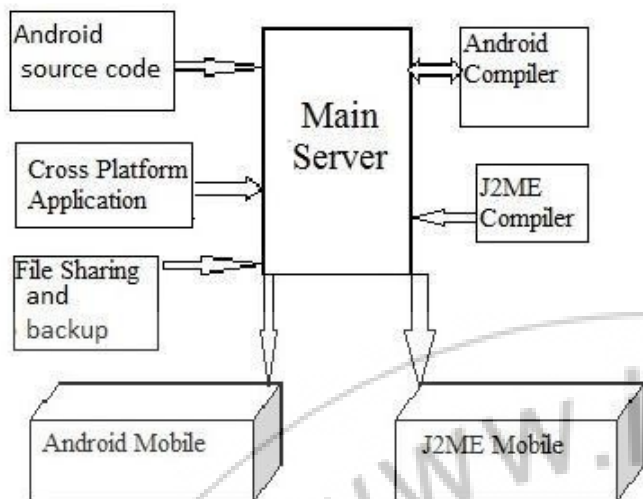 Android
source code
Main
Server
Android
Compiler
Cross Platform
Application
J2ME
Compiler
File Sharing
and
backup
Android Mobile
J2ME Mobile